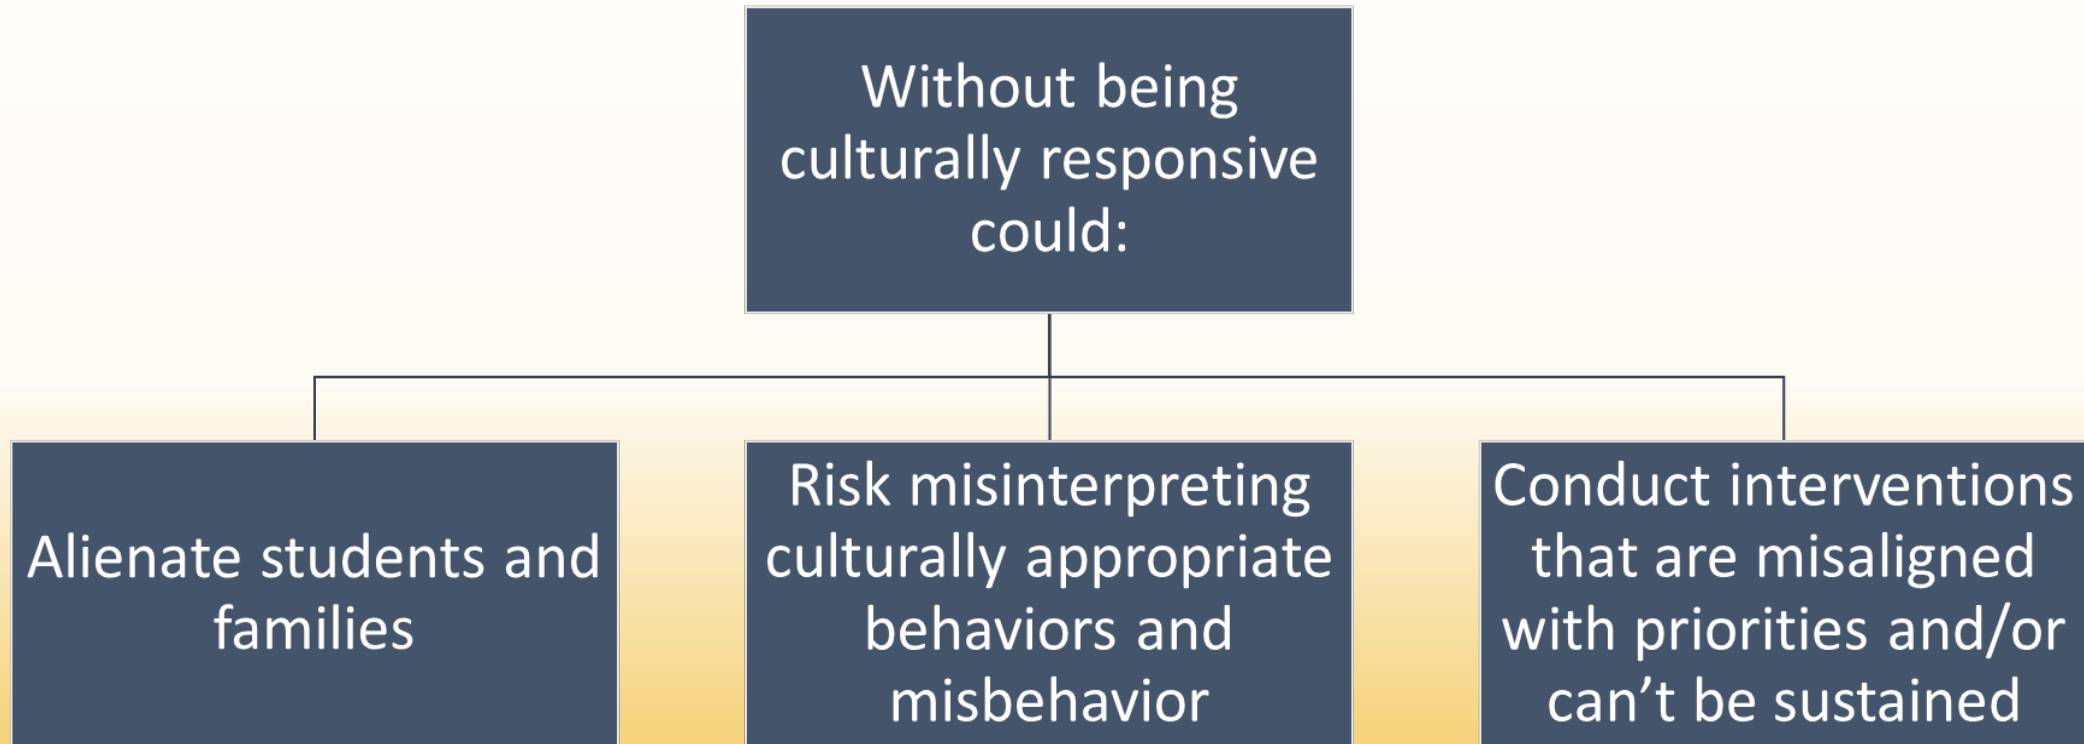 Without being
culturally responsive
could:
Alienate students and
families
Risk misinterpreting
culturally appropriate
behaviors and
misbehavior
Conduct interventions
that are misaligned
with priorities and/or
can’t be sustained